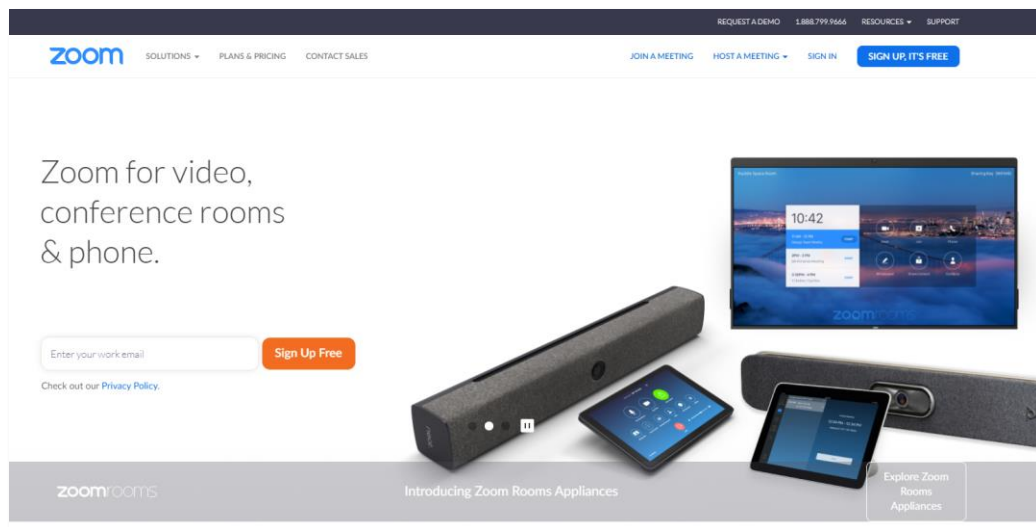 REQUEST A DEMO 1.888.799.9666 RESOURCES SUPPORT
zoom SOLUTIONS PLANS & PRICING CONTACT SALES JOIN A MEETING HOST A MEETING SIGN IN SIGN UP, IT'S FREE
Zoom for video,
conference rooms
& phone.
10:42
zoomrooms
Enter your work email Sign Up Free
Check out our Privacy Policy.
neat
zoomrooms Introducing Zoom Rooms Appliances
Explore Zoom
Rooms
Appliances